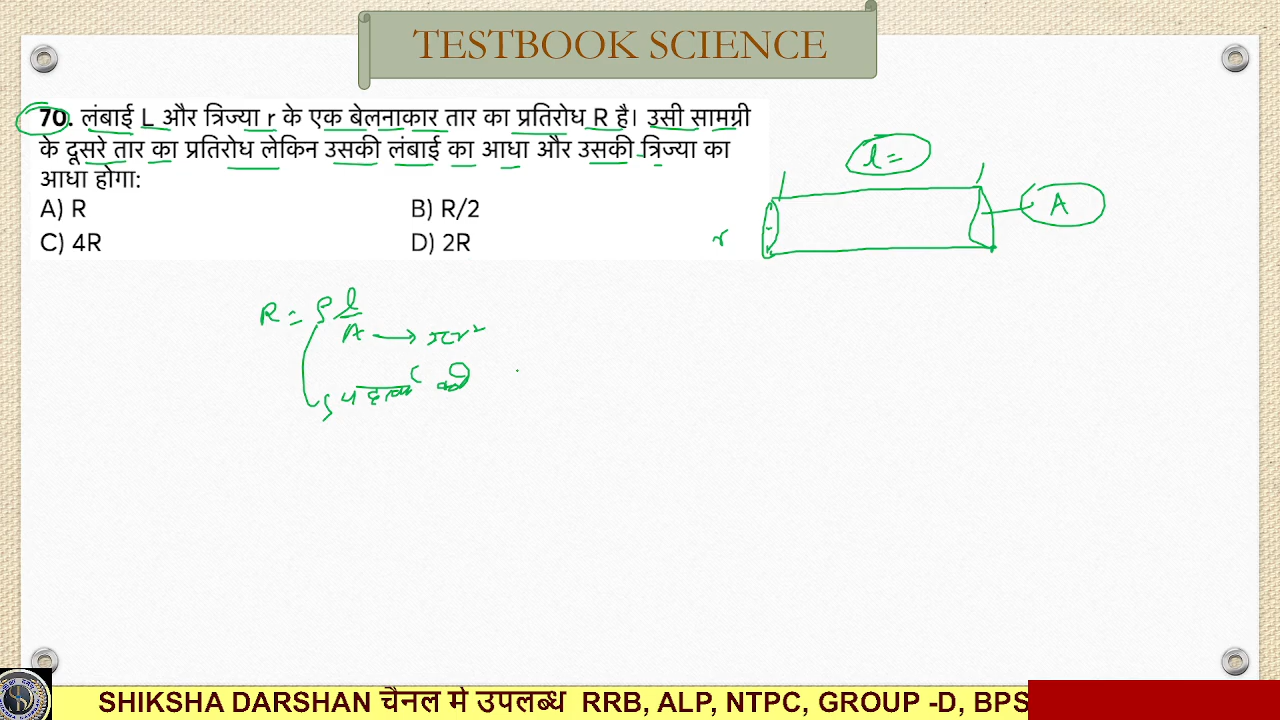 TESTBOOK SCIENCE
70. लंबाई L और त्रिज्या r के एक बेलनाकार तार का प्रतिरोध R है। उसी सामग्री
के दूसरे तार का प्रतिरोध लेकिन उसकी लंबाई का आधा और उसकी त्रिज्या का
आधा होगा:
A) R B) R/2
C) 4R D) 2R
l =
A
r
R = ρ l
A → πr²
SHIKSHA DARSHAN चैनल मे उपलब्ध RRB, ALP, NTPC, GROUP -D, BPS